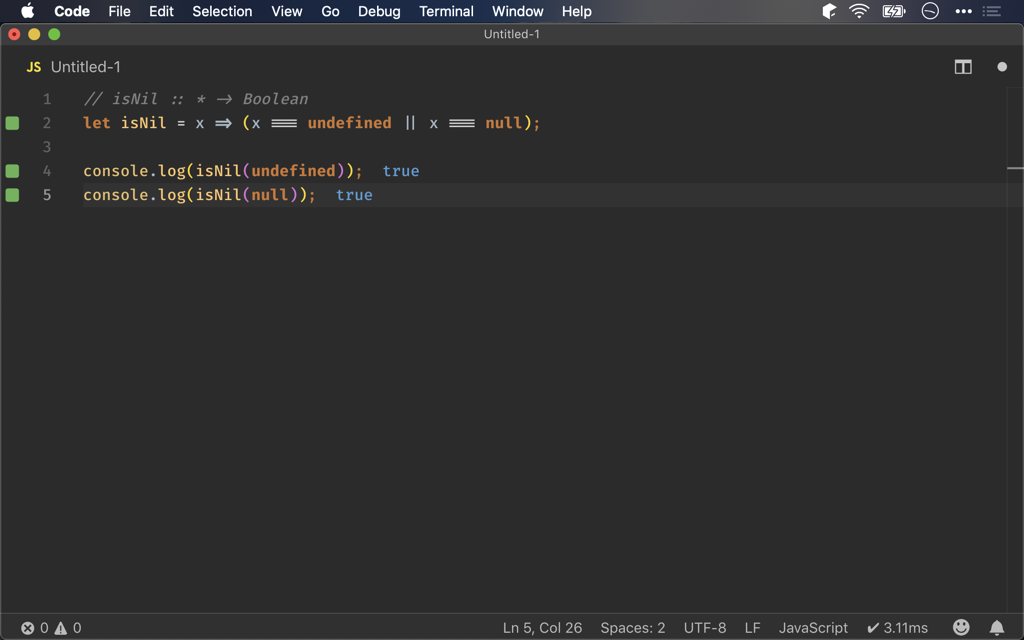 Code File Edit Selection View Go Debug Terminal Window Help
Untitled-1
JS Untitled-1
1 // isNil :: * -> Boolean
2 let isNil = x => (x === undefined || x === null);
3
4 console.log(isNil(undefined)); true
5 console.log(isNil(null)); true
0 0 Ln 5, Col 26 Spaces: 2 UTF-8 LF JavaScript ✔ 3.11ms